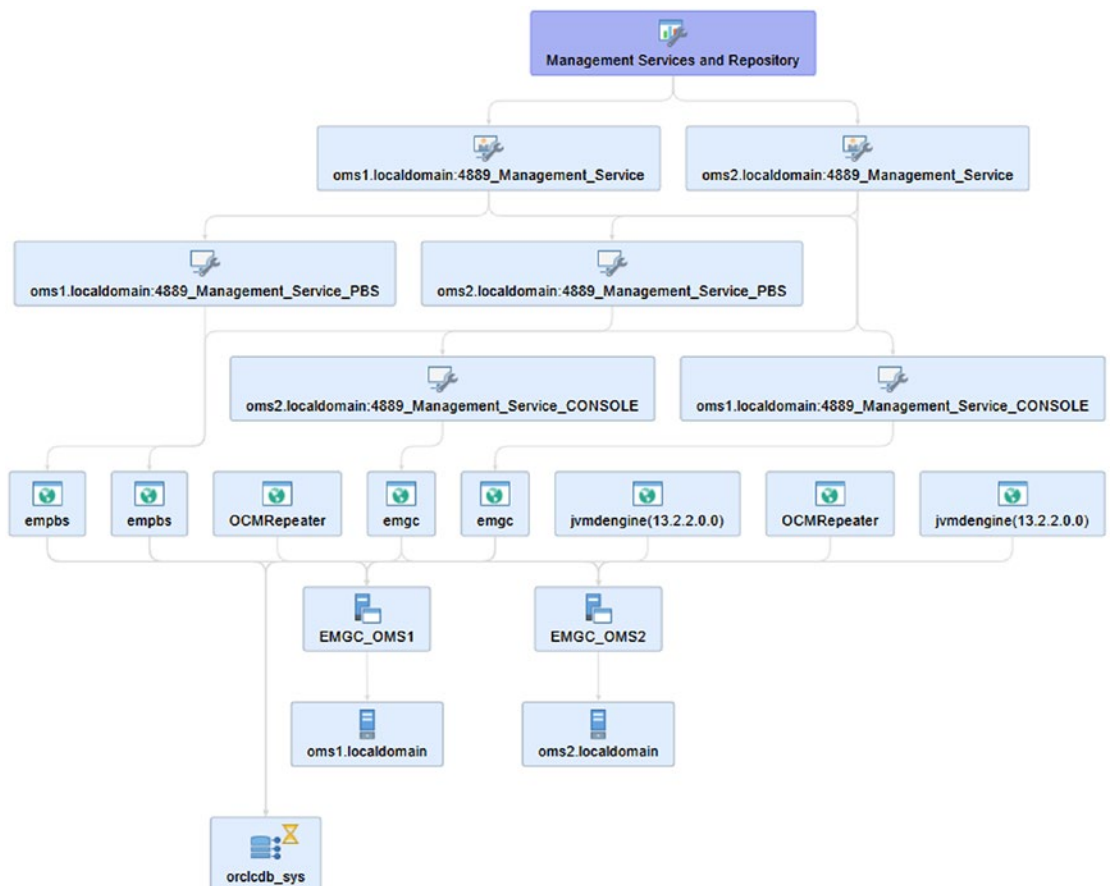 Management Services and Repository
oms1.localdomain:4889_Management_Service
oms2.localdomain:4889_Management_Service
oms1.localdomain:4889_Management_Service_PBS
oms2.localdomain:4889_Management_Service_PBS
oms2.localdomain:4889_Management_Service_CONSOLE
oms1.localdomain:4889_Management_Service_CONSOLE
empbs
empbs
OCMRepeater
emgc
emgc
jvmdengine(13.2.2.0.0)
OCMRepeater
jvmdengine(13.2.2.0.0)
EMGC_OMS1
EMGC_OMS2
oms1.localdomain
oms2.localdomain
orclcdb_sys